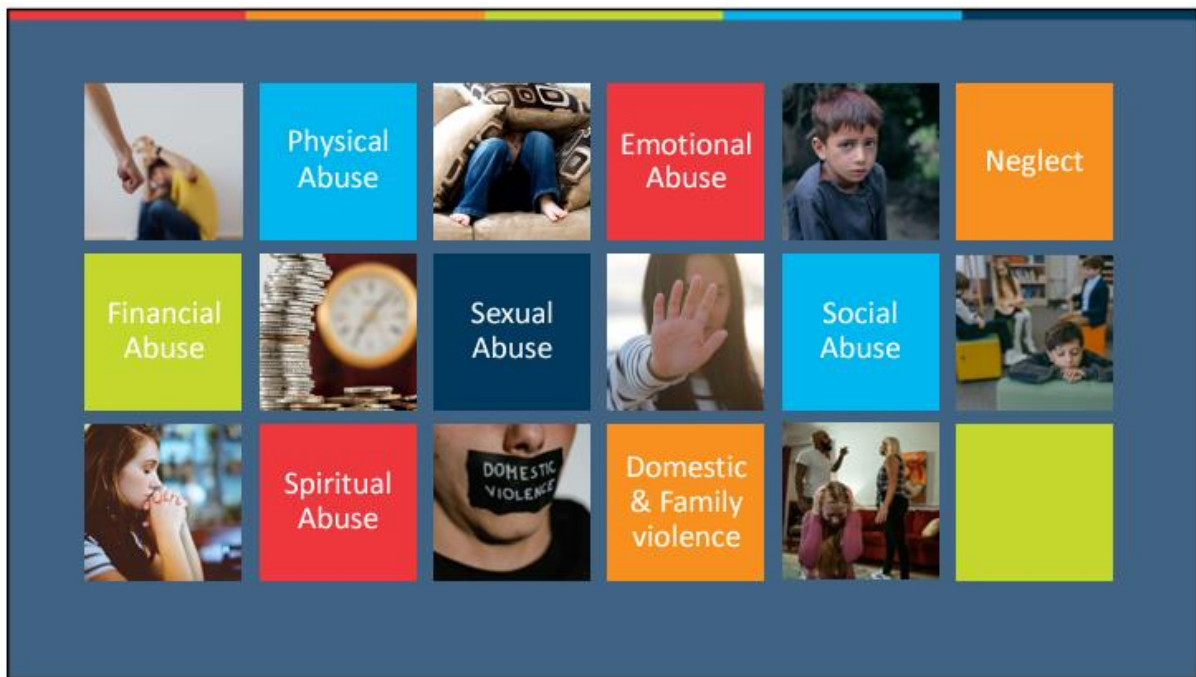 Physical
Abuse
Emotional
Abuse
Neglect
Financial
Abuse
Sexual
Abuse
Social
Abuse
Spiritual
Abuse
DOMESTIC
VIOLENCE
Domestic
& Family
violence